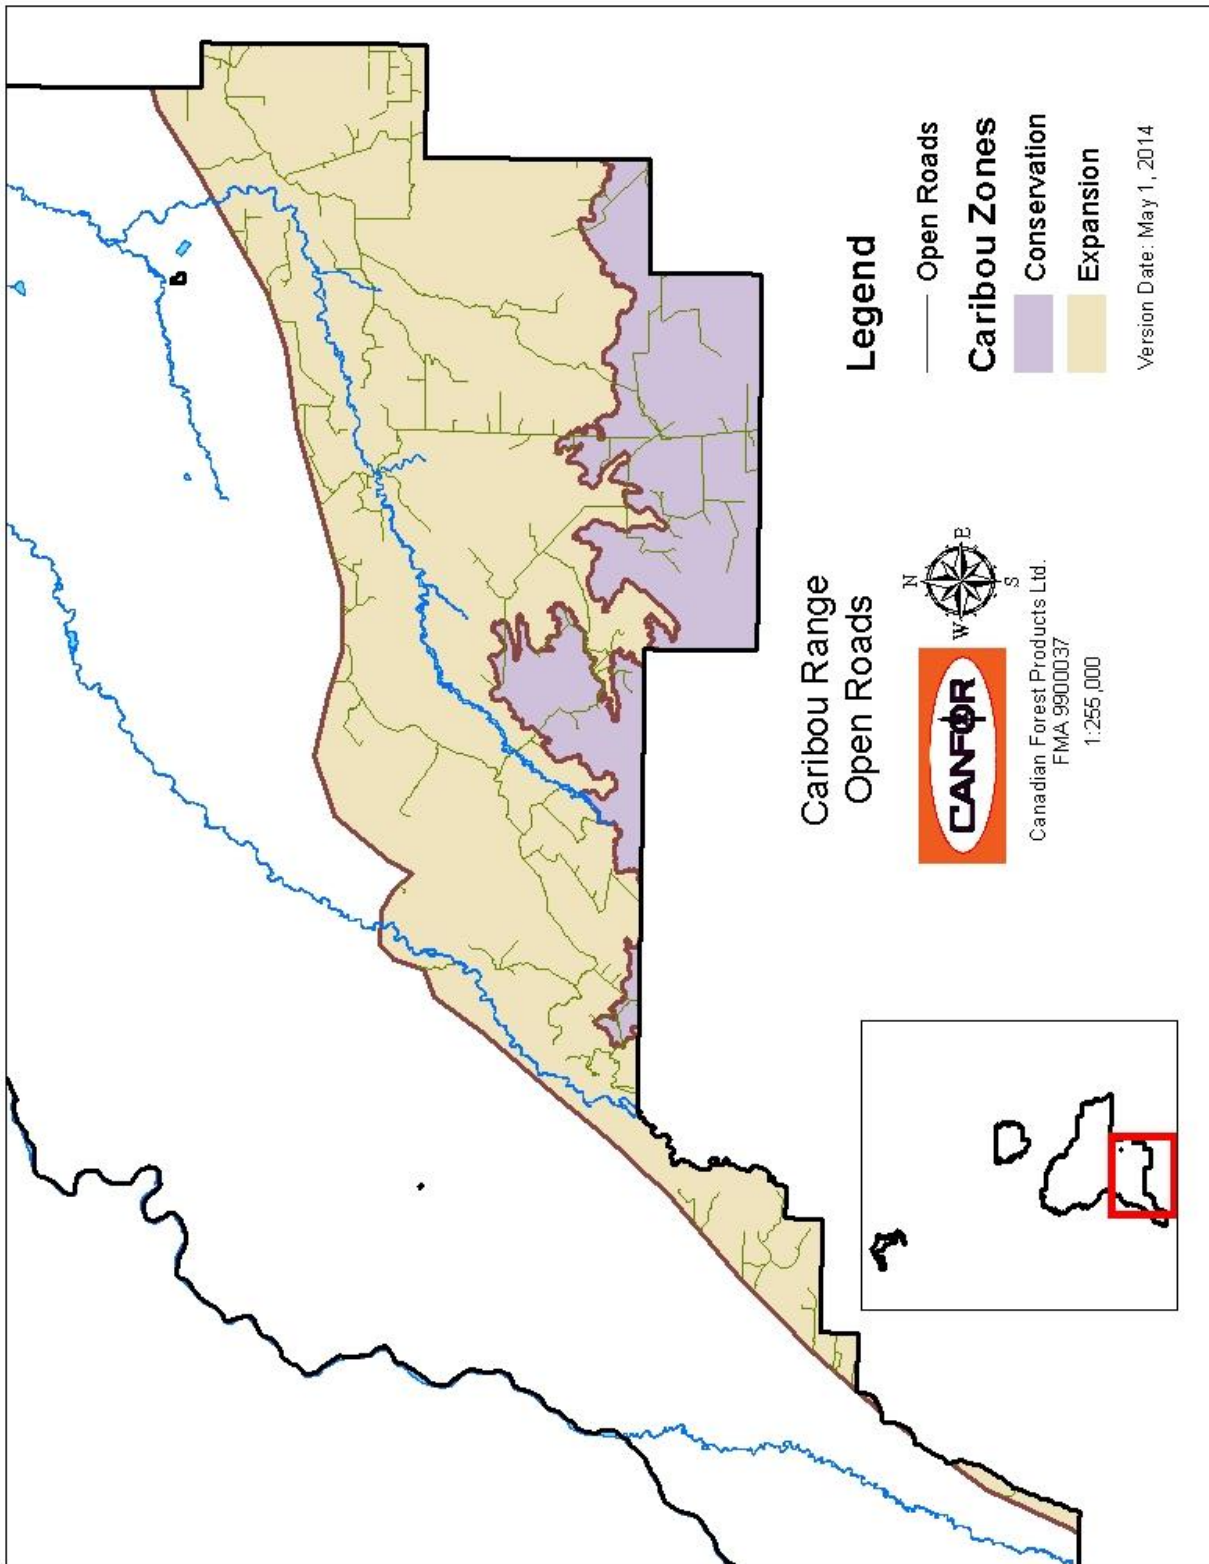 Caribou Range
Open Roads
CANFOR
N
W
E
S
Canadian Forest Products Ltd.
FMA 9900037
1:255,000
Legend
Open Roads
Caribou Zones
Conservation
Expansion
Version Date: May 1, 2014